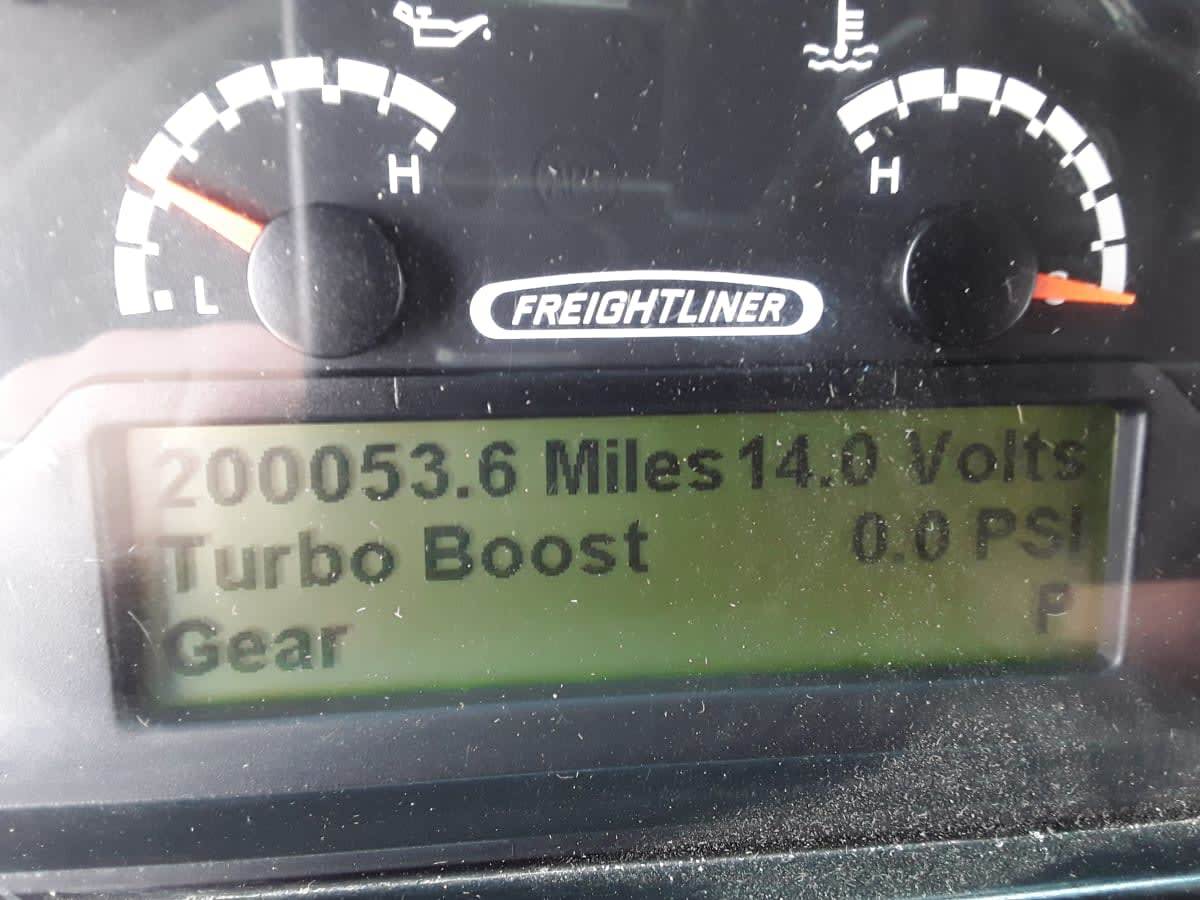 H
H
L
C
FREIGHTLINER
200053.6 Miles 14.0 Volts
Turbo Boost 0.0 PSI
Gear P